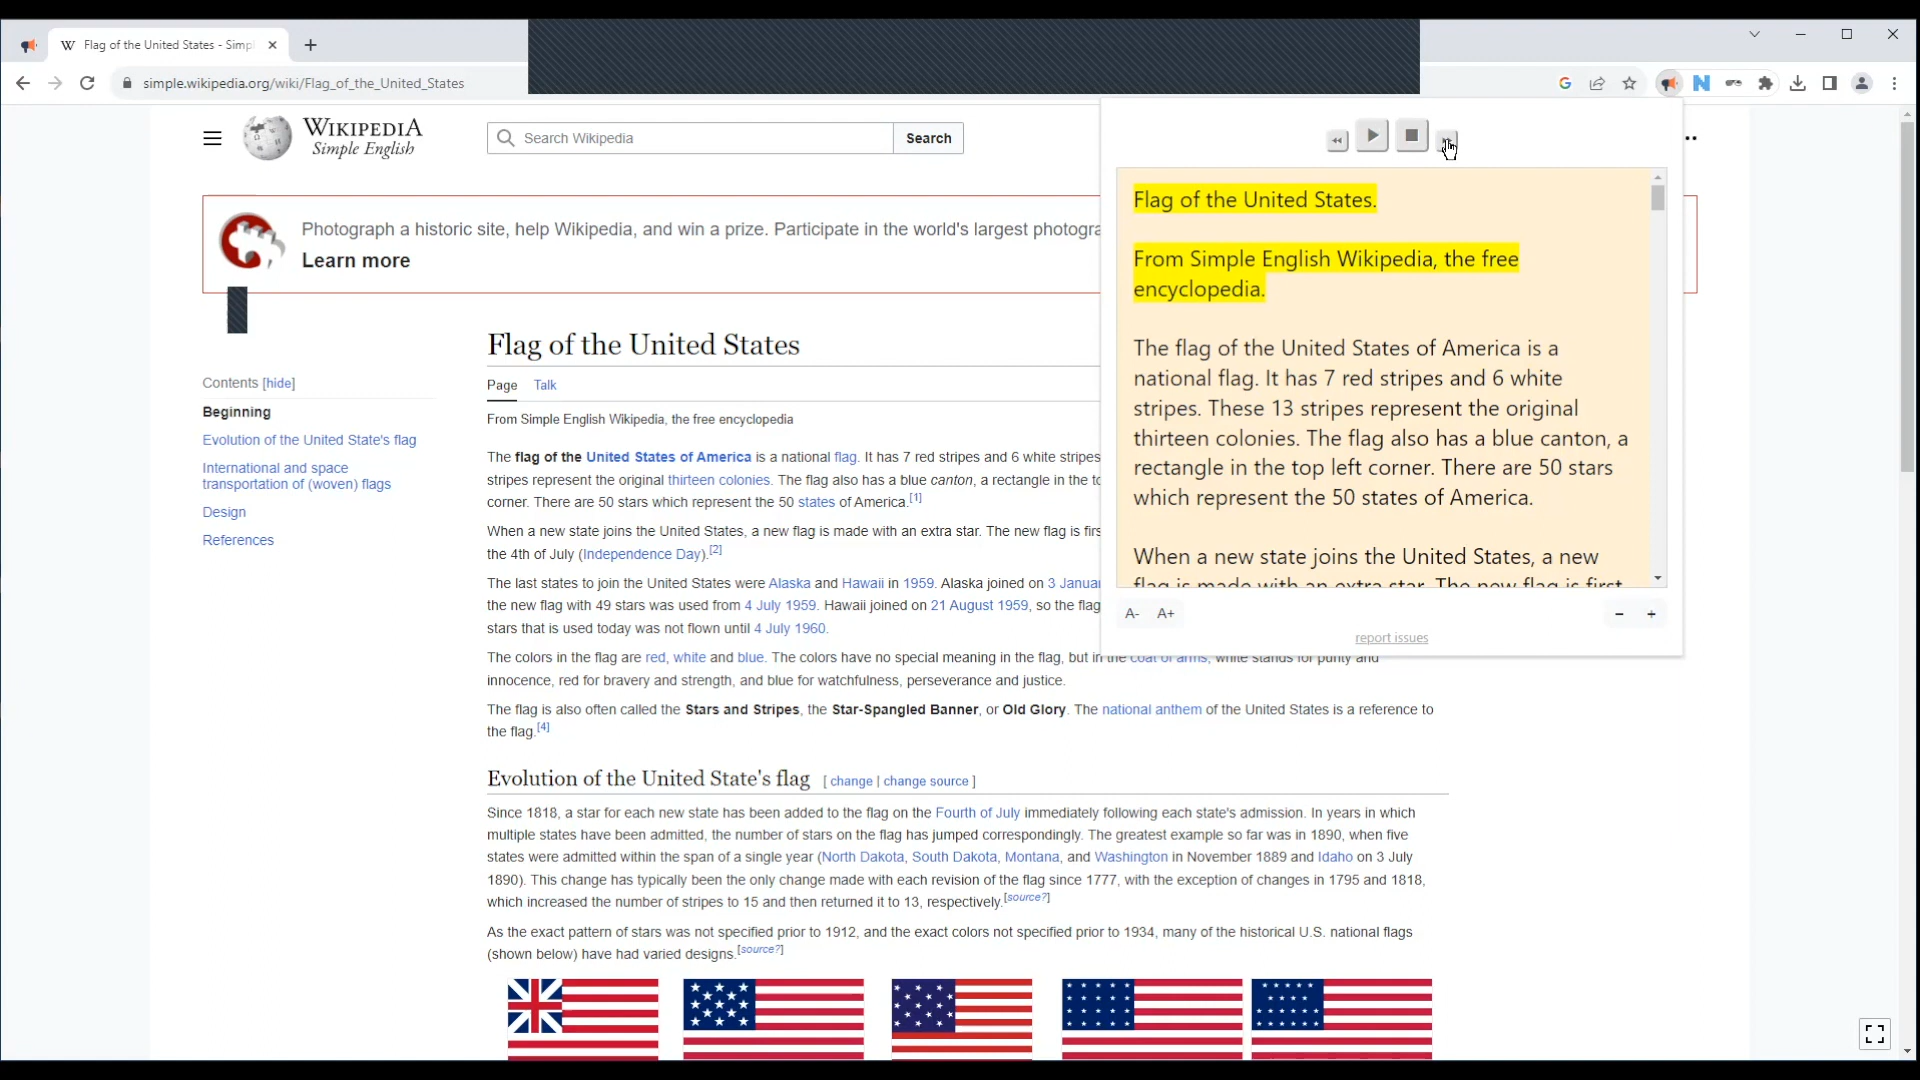 Flag of the United States - Simpl
simple.wikipedia.org/wiki/Flag_of_the_United_States
WIKIPEDIA
Simple English
Search Wikipedia
Search
Photograph a historic site, help Wikipedia, and win a prize. Participate in the world's largest photogra
Learn more
Flag of the United States
Contents [hide]
Beginning
Evolution of the United State's flag
International and space
transportation of (woven) flags
Design
References
Page Talk
From Simple English Wikipedia, the free encyclopedia
The flag of the United States of America is a national flag. It has 7 red stripes and 6 white stripes
stripes represent the original thirteen colonies. The flag also has a blue canton, a rectangle in the to
corner. There are 50 stars which represent the 50 states of America.[1]
When a new state joins the United States, a new flag is made with an extra star. The new flag is firs
the 4th of July (Independence Day).[2]
The last states to join the United States were Alaska and Hawaii in 1959. Alaska joined on 3 Januar
the new flag with 49 stars was used from 4 July 1959. Hawaii joined on 21 August 1959, so the flag
stars that is used today was not flown until 4 July 1960.
The colors in the flag are red, white and blue. The colors have no special meaning in the flag, but in the coat of arms, white stands for purity and
innocence, red for bravery and strength, and blue for watchfulness, perseverance and justice.
The flag is also often called the Stars and Stripes, the Star-Spangled Banner, or Old Glory. The national anthem of the United States is a reference to
the flag.[4]
Evolution of the United State's flag [ change | change source ]
Since 1818, a star for each new state has been added to the flag on the Fourth of July immediately following each state's admission. In years in which
multiple states have been admitted, the number of stars on the flag has jumped correspondingly. The greatest example so far was in 1890, when five
states were admitted within the span of a single year (North Dakota, South Dakota, Montana, and Washington in November 1889 and Idaho on 3 July
1890). This change has typically been the only change made with each revision of the flag since 1777, with the exception of changes in 1795 and 1818,
which increased the number of stripes to 15 and then returned it to 13, respectively.[source?]
As the exact pattern of stars was not specified prior to 1912, and the exact colors not specified prior to 1934, many of the historical U.S. national flags
(shown below) have had varied designs.[source?]
Flag of the United States.
From Simple English Wikipedia, the free
encyclopedia.
The flag of the United States of America is a
national flag. It has 7 red stripes and 6 white
stripes. These 13 stripes represent the original
thirteen colonies. The flag also has a blue canton, a
rectangle in the top left corner. There are 50 stars
which represent the 50 states of America.
When a new state joins the United States, a new
flag is made with an extra star. The new flag is first
A- A+ − +
report issues